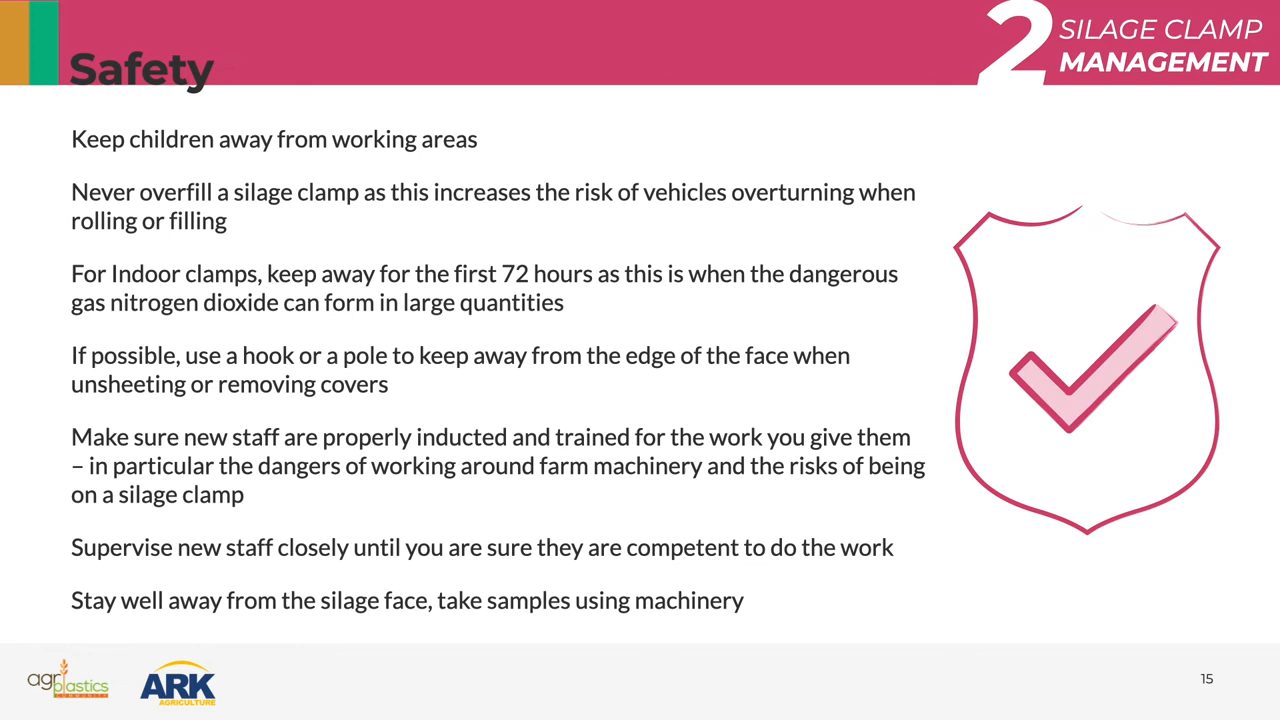 2 SILAGE CLAMP
MANAGEMENT
Safety
Keep children away from working areas
Never overfill a silage clamp as this increases the risk of vehicles overturning when
rolling or filling
For Indoor clamps, keep away for the first 72 hours as this is when the dangerous
gas nitrogen dioxide can form in large quantities
If possible, use a hook or a pole to keep away from the edge of the face when
unsheeting or removing covers
Make sure new staff are properly inducted and trained for the work you give them
– in particular the dangers of working around farm machinery and the risks of being
on a silage clamp
Supervise new staff closely until you are sure they are competent to do the work
Stay well away from the silage face, take samples using machinery
agriplastics
COMMUNITY
ARK
AGRICULTURE
15